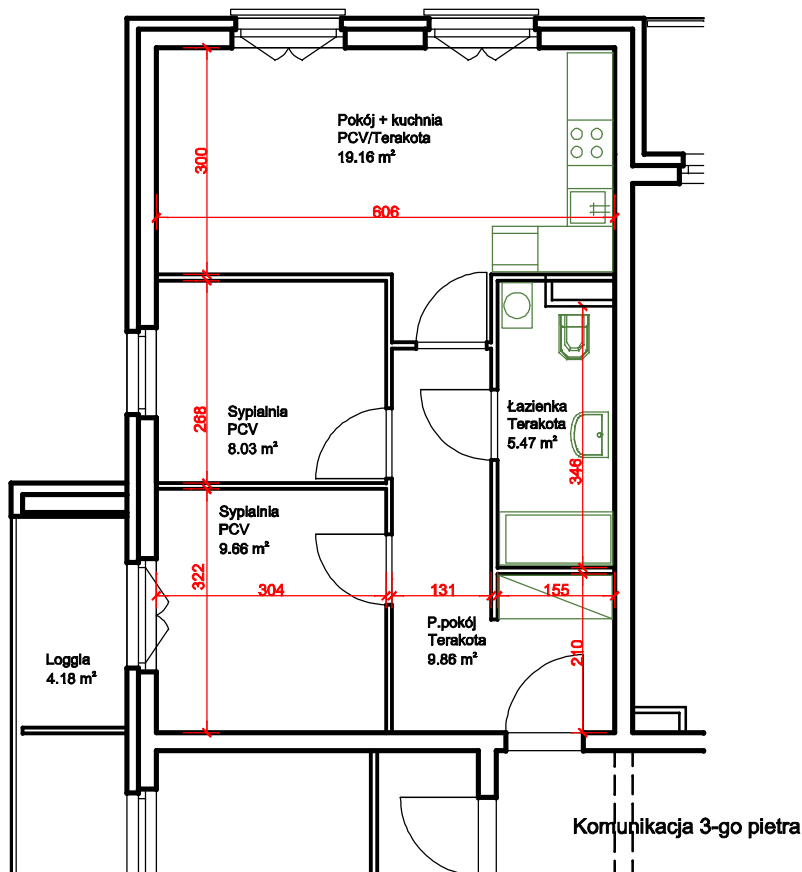 Pokój + kuchnia
PCV/Terakota
19.16 m²
300
606
Sypialnia
PCV
8.03 m²
268
Łazienka
Terakota
5.47 m²
346
Sypialnia
PCV
9.66 m²
322
304
131
155
P.pokój
Terakota
9.86 m²
210
Loggia
4.18 m²
Komunikacja 3-go pietra